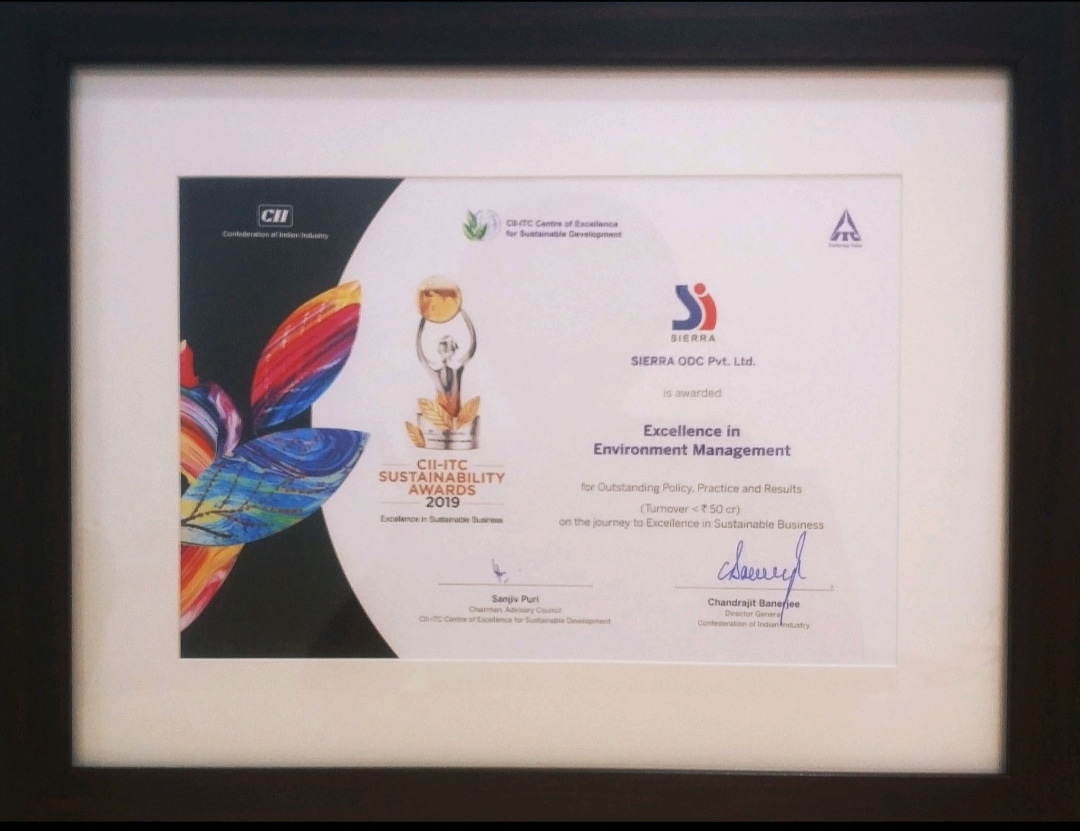 CII
Confederation of Indian Industry
CII-ITC Centre of Excellence
for Sustainable Development
ITC
Enduring Value
SIERRA
SIERRA ODC Pvt. Ltd.
is awarded
Excellence in
Environment Management
for Outstanding Policy, Practice and Results
(Turnover < ₹ 50 cr)
on the journey to Excellence in Sustainable Business
CII-ITC
SUSTAINABILITY
AWARDS
2019
Excellence in Sustainable Business
Sanjiv Puri
Chairman, Advisory Council
CII-ITC Centre of Excellence for Sustainable Development
Chandrajit Banerjee
Director General
Confederation of Indian Industry